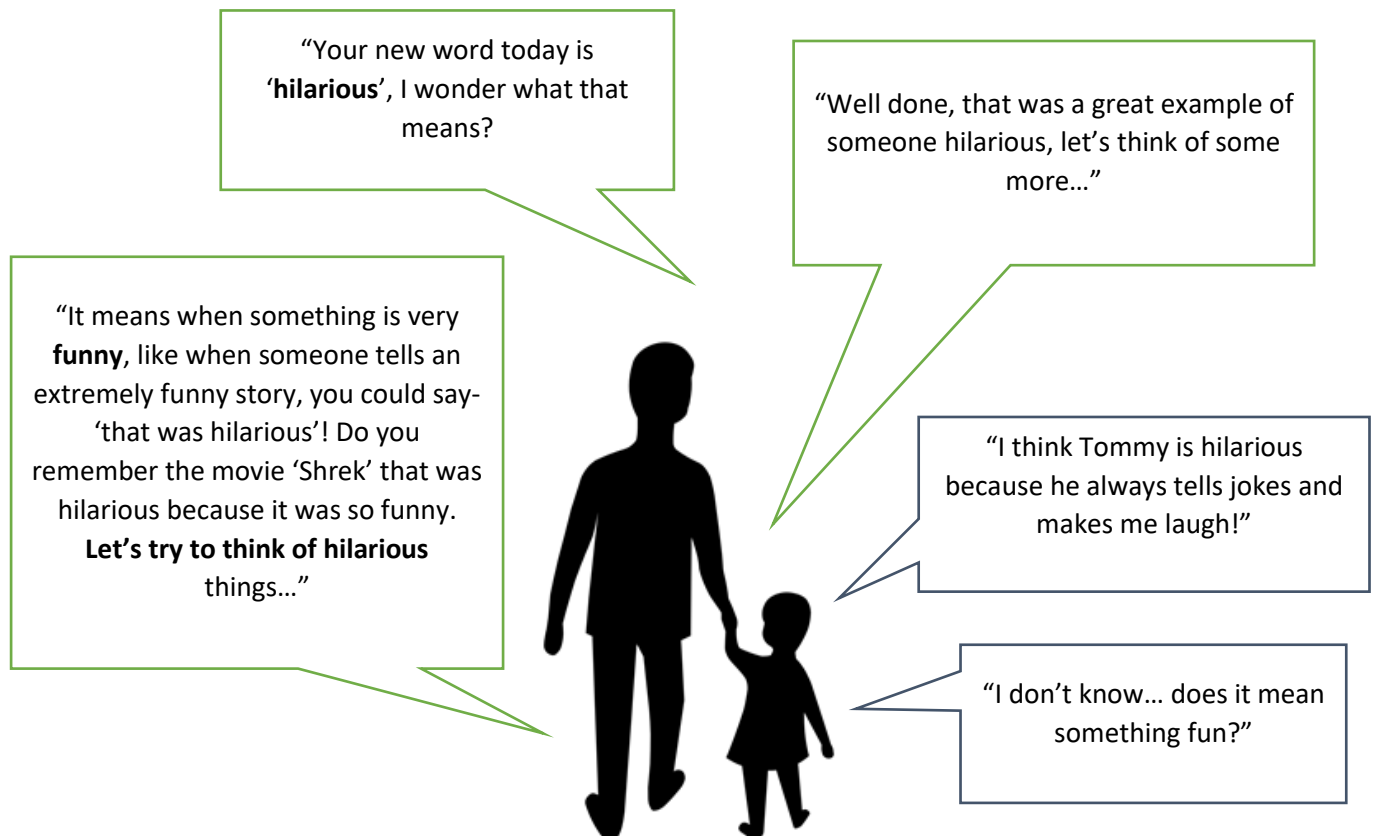 “Your new word today is
‘hilarious’, I wonder what that
means?
“Well done, that was a great example of
someone hilarious, let’s think of some
more…”
“It means when something is very
funny, like when someone tells an
extremely funny story, you could say-
‘that was hilarious’! Do you
remember the movie ‘Shrek’ that was
hilarious because it was so funny.
Let’s try to think of hilarious
things…”
“I think Tommy is hilarious
because he always tells jokes and
makes me laugh!”
“I don’t know… does it mean
something fun?”